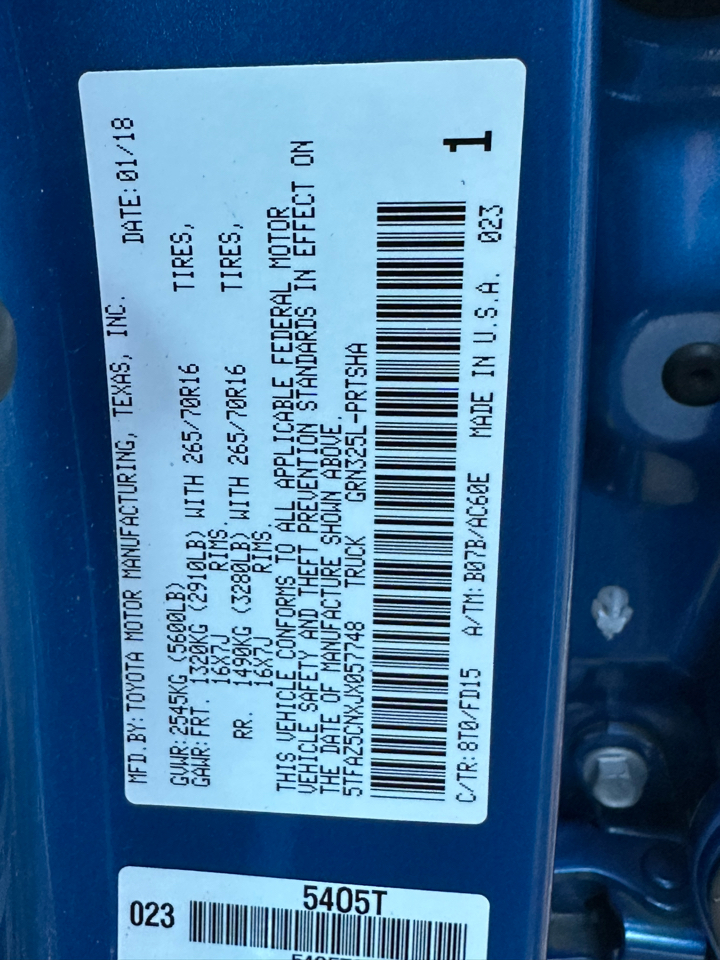 MFD.BY:TOYOTA MOTOR MANUFACTURING, TEXAS, INC. DATE:01/18
GVWR:2545KG (5600LB)
GAWR:FRT. 1320KG (2910LB) WITH 265/70R16 TIRES,
16X7J RIMS.
RR. 1490KG (3280LB) WITH 265/70R16 TIRES,
16X7J RIMS.
THIS VEHICLE CONFORMS TO ALL APPLICABLE FEDERAL MOTOR
VEHICLE SAFETY AND THEFT PREVENTION STANDARDS IN EFFECT ON
THE DATE OF MANUFACTURE SHOWN ABOVE.
5TFAZ5CNXJX057748 TRUCK GRN325L-PRTSHA
1
C/TR:8T0/FD15 A/TM:B07B/AC60E MADE IN U.S.A. 023
5405T
023